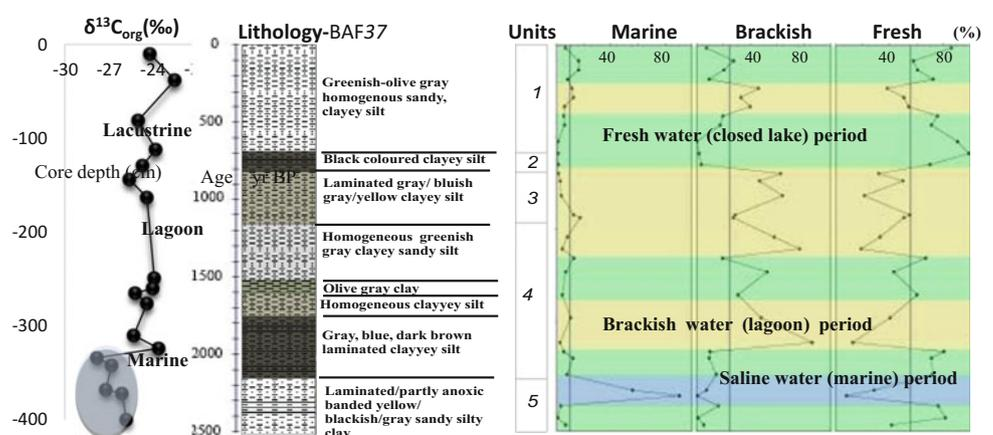 δ¹³Corg(‰)
0
-30 -27 -24
-100
-200
-300
-400
Core depth (cm)
Lacustrine
Lagoon
Marine
Lithology-BAF37
Age yr BP
0
500
1000
1500
2000
2500
Greenish-olive gray
homogenous sandy,
clayey silt
Black coloured clayey silt
Laminated gray/ bluish
gray/yellow clayey silt
Homogeneous greenish
gray clayey sandy silt
Olive gray clay
Homogeneous clayyey silt
Gray, blue, dark brown
laminated clayyey silt
Laminated/partly anoxic
banded yellow/
blackish/gray sandy silty
clay
Units Marine Brackish Fresh (%)
40 80 40 80 40 80
1
2
3
4
5
Fresh water (closed lake) period
Brackish water (lagoon) period
Saline water (marine) period